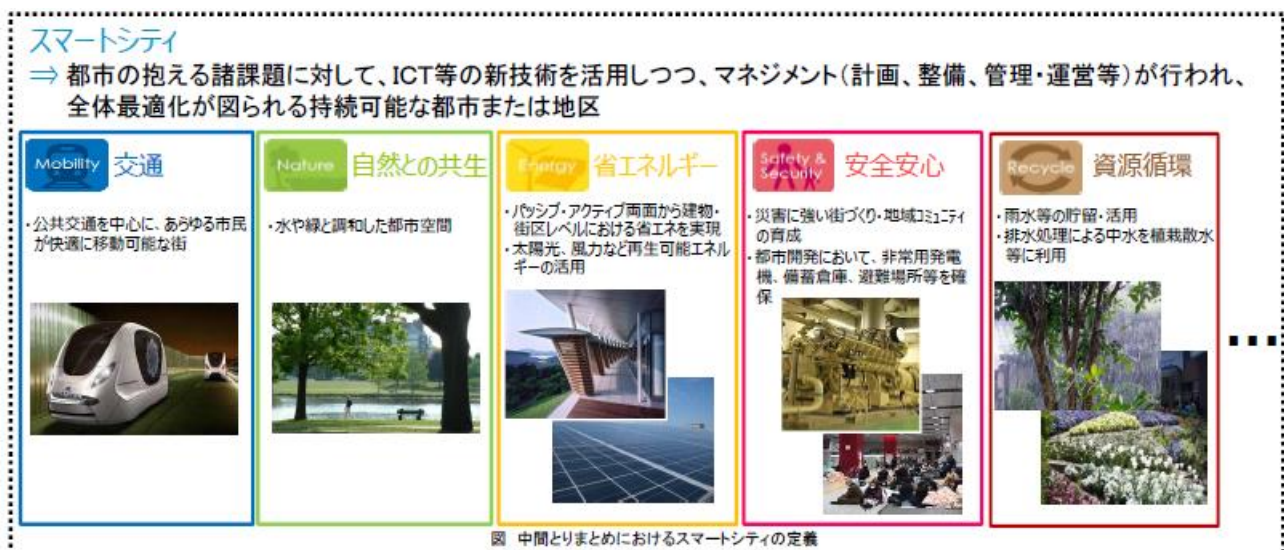 スマートシティ
⇒ 都市の抱える諸課題に対して、ICT等の新技術を活用しつつ、マネジメント(計画、整備、管理・運営等)が行われ、
全体最適化が図られる持続可能な都市または地区
Mobility 交通
・公共交通を中心に、あらゆる市民
が快適に移動可能な街
Nature 自然との共生
・水や緑と調和した都市空間
Energy 省エネルギー
・パッシブ・アクティブ両面から建物・
街区レベルにおける省エネを実現
・太陽光、風力など再生可能エネル
ギーの活用
Safety &
Security 安全安心
・災害に強い街づくり・地域コミュニティ
の育成
・都市開発において、非常用発電
機、備蓄倉庫、避難場所等を確
保
Recycle 資源循環
・雨水等の貯留・活用
・排水処理による中水を植栽散水
等に利用
…
図 中間とりまとめにおけるスマートシティの定義